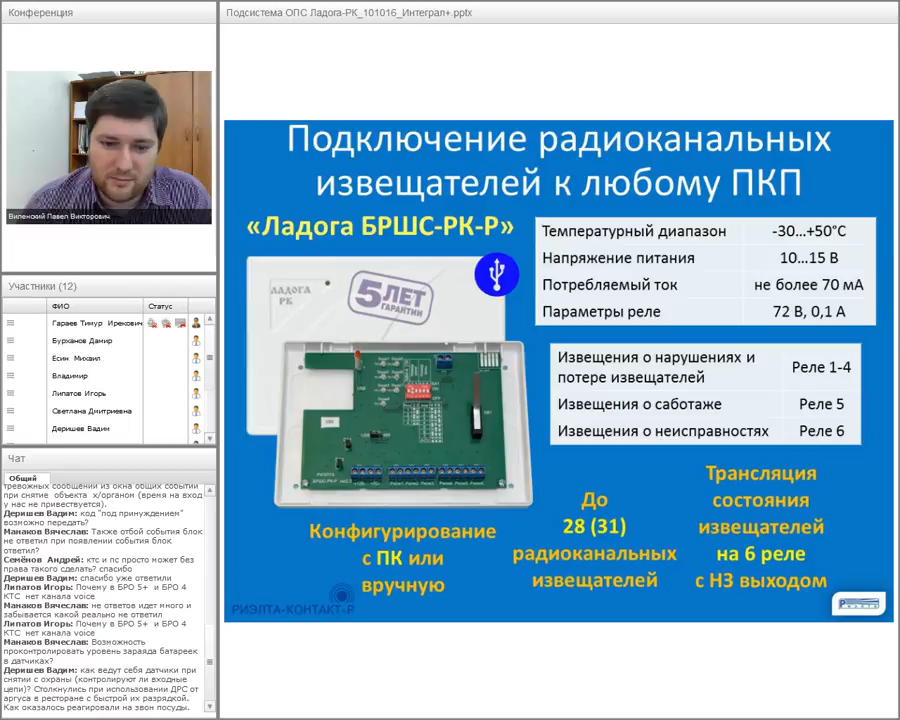 Конференция
Подсистема ОПС Ладога-РК_101016_Интеграл+.pptx
Виленский Павел Викторович
Участники (12)
ФИО
Статус
Гараев Тимур Ирекович
Бурханов Дамир
Есин Михаил
Владимир
Липатов Игорь
Светлана Дмитриевна
Деришев Вадим
Чат
Общий
тревожных сообщении из окна общих событии
при снятие объекта х/органом (время на вход
у нас не приветствуется).
Деришев Вадим: код "под принуждением"
возможно передать?
Манаков Вячеслав: Также отбой события блок
не ответил при появлении события блок
ответил?
Семёнов Андрей: ктс и пс просто может без
права такого сделать? спасибо
Деришев Вадим: спасибо уже ответили
Липатов Игорь: Почему в БРО 5+ и БРО 4
КТС нет канала voice
Манаков Вячеслав: не ответов идет много и
забывается какой реально не ответил
Липатов Игорь: Почему в БРО 5+ и БРО 4
КТС нет канала voice
Манаков Вячеслав: Возможность
проконтролировать уровень зараяда батареек
в датчиках?
Деришев Вадим: как ведут себя датчики при
снятии с охраны (контролируют ли входные
цепи)? Столкнулись при использовании ДРС от
аргуса в ресторане с быстрой их разрядкой.
Как оказалось реагировали на звон посуды.
Подключение радиоканальных
извещателей к любому ПКП
«Ладога БРШС-РК-Р»
ЛАДОГА
РК
5 ЛЕТ
ГАРАНТИИ
Температурный диапазон -30…+50°С
Напряжение питания 10…15 В
Потребляемый ток не более 70 мА
Параметры реле 72 В, 0,1 А
Извещения о нарушениях и
потере извещателей Реле 1-4
Извещения о саботаже Реле 5
Извещения о неисправностях Реле 6
РИЭЛТА
БРШС-РК-Р
Конфигурирование
с ПК или
вручную
До
28 (31)
радиоканальных
извещателей
Трансляция
состояния
извещателей
на 6 реле
с НЗ выходом
РИЭЛТА-КОНТАКТ-Р